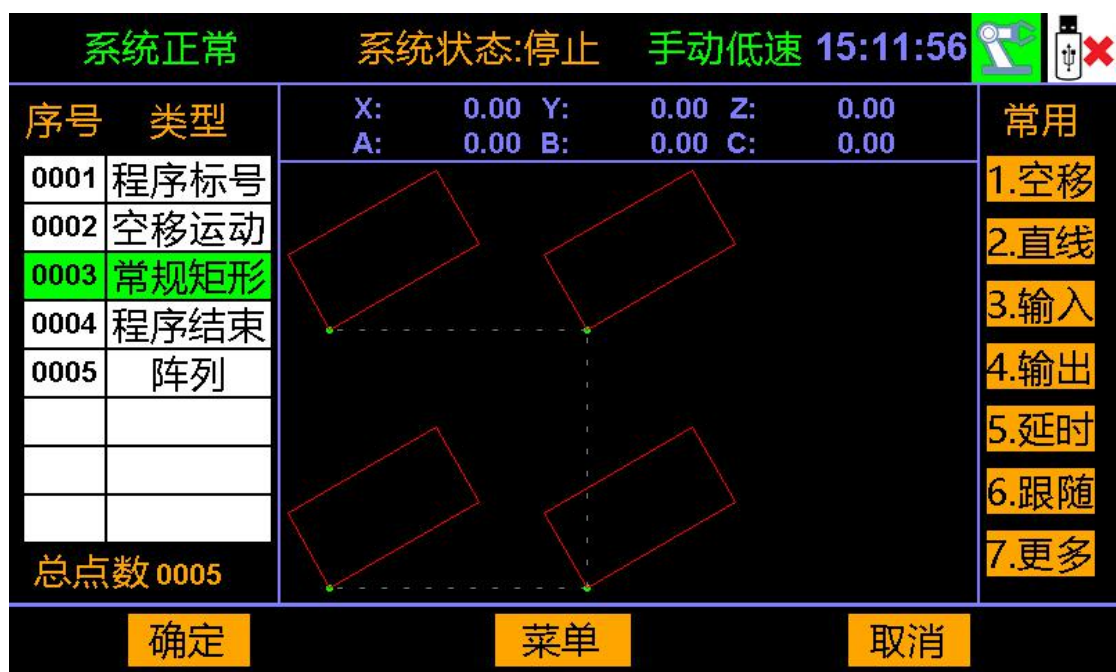 系统正常 系统状态:停止 手动低速 15:11:56
序号 类型 X: 0.00 Y: 0.00 Z: 0.00 常用
A: 0.00 B: 0.00 C: 0.00
0001 程序标号 1.空移
0002 空移运动 2.直线
0003 常规矩形 3.输入
0004 程序结束 4.输出
0005 阵列 5.延时
6.跟随
7.更多
总点数 0005
确定 菜单 取消